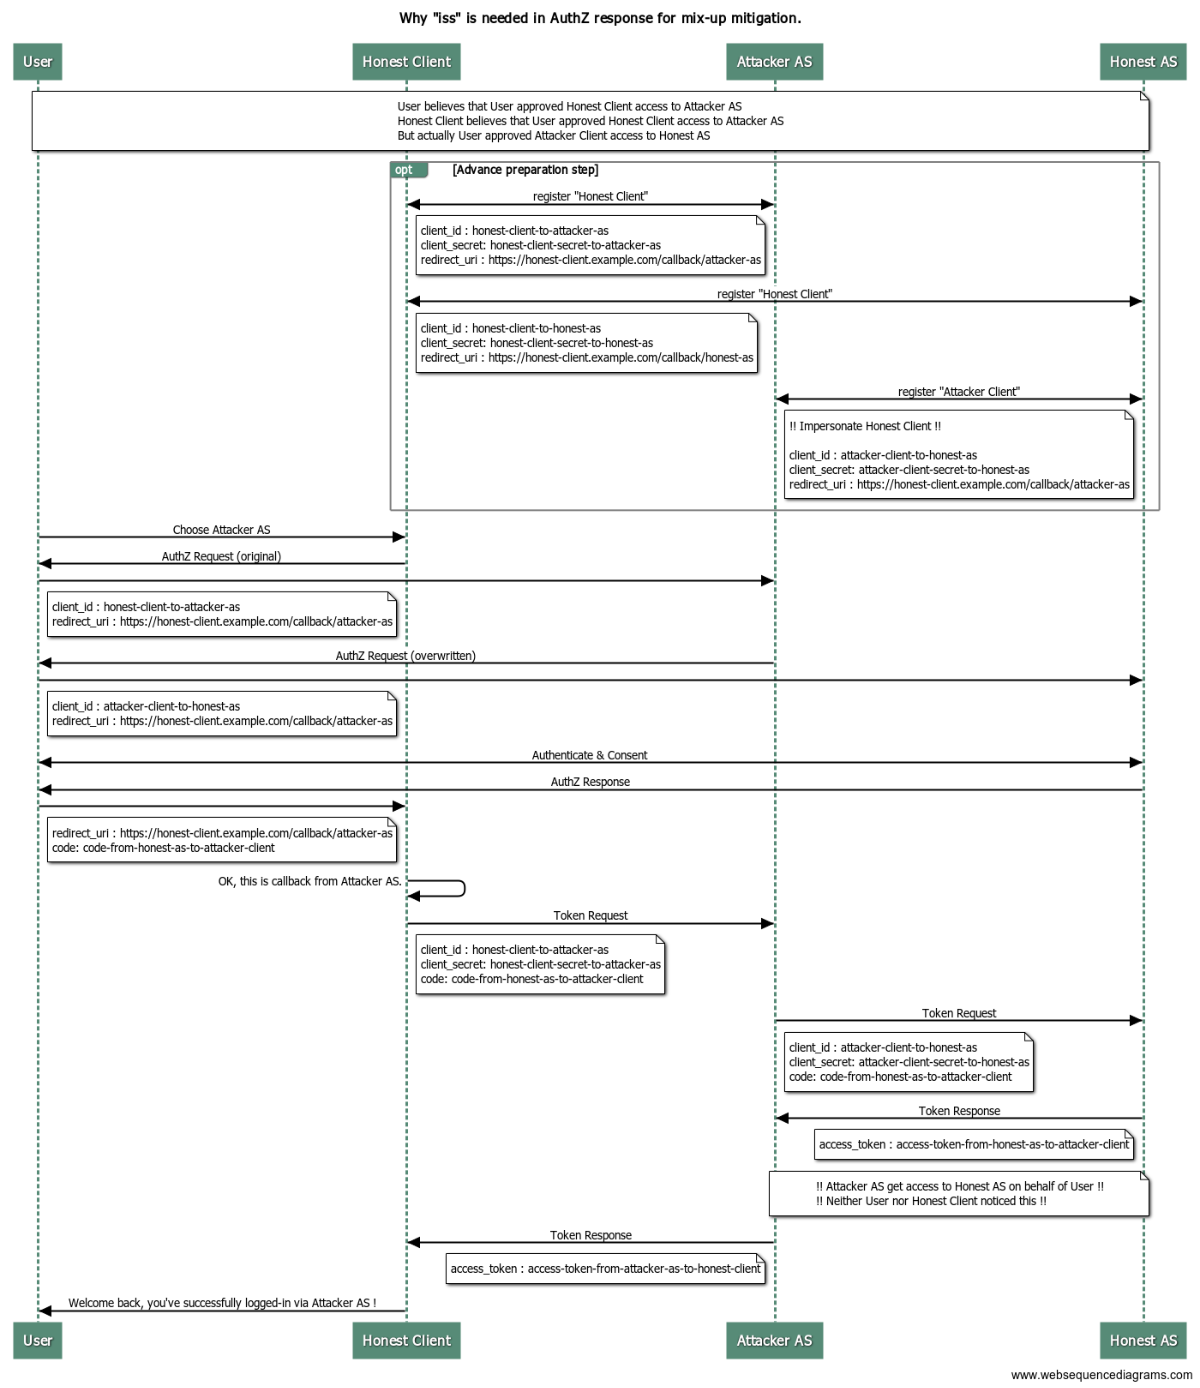 Why "iss" is needed in AuthZ response for mix-up mitigation.
User
Honest Client
Attacker AS
Honest AS
User believes that User approved Honest Client access to Attacker AS
Honest Client believes that User approved Honest Client access to Attacker AS
But actually User approved Attacker Client access to Honest AS
opt
[Advance preparation step]
register "Honest Client"
client_id : honest-client-to-attacker-as
client_secret: honest-client-secret-to-attacker-as
redirect_uri : https://honest-client.example.com/callback/attacker-as
register "Honest Client"
client_id : honest-client-to-honest-as
client_secret: honest-client-secret-to-honest-as
redirect_uri : https://honest-client.example.com/callback/honest-as
register "Attacker Client"
!! Impersonate Honest Client !!
client_id : attacker-client-to-honest-as
client_secret: attacker-client-secret-to-honest-as
redirect_uri : https://honest-client.example.com/callback/attacker-as
Choose Attacker AS
AuthZ Request (original)
client_id : honest-client-to-attacker-as
redirect_uri : https://honest-client.example.com/callback/attacker-as
AuthZ Request (overwritten)
client_id : attacker-client-to-honest-as
redirect_uri : https://honest-client.example.com/callback/attacker-as
Authenticate & Consent
AuthZ Response
redirect_uri : https://honest-client.example.com/callback/attacker-as
code: code-from-honest-as-to-attacker-client
OK, this is callback from Attacker AS.
Token Request
client_id : honest-client-to-attacker-as
client_secret: honest-client-secret-to-attacker-as
code: code-from-honest-as-to-attacker-client
Token Request
client_id : attacker-client-to-honest-as
client_secret: attacker-client-secret-to-honest-as
code: code-from-honest-as-to-attacker-client
Token Response
access_token : access-token-from-honest-as-to-attacker-client
!! Attacker AS get access to Honest AS on behalf of User !!
!! Neither User nor Honest Client noticed this !!
Token Response
access_token : access-token-from-attacker-as-to-honest-client
Welcome back, you've successfully logged-in via Attacker AS !
User
Honest Client
Attacker AS
Honest AS
www.websequencediagrams.com